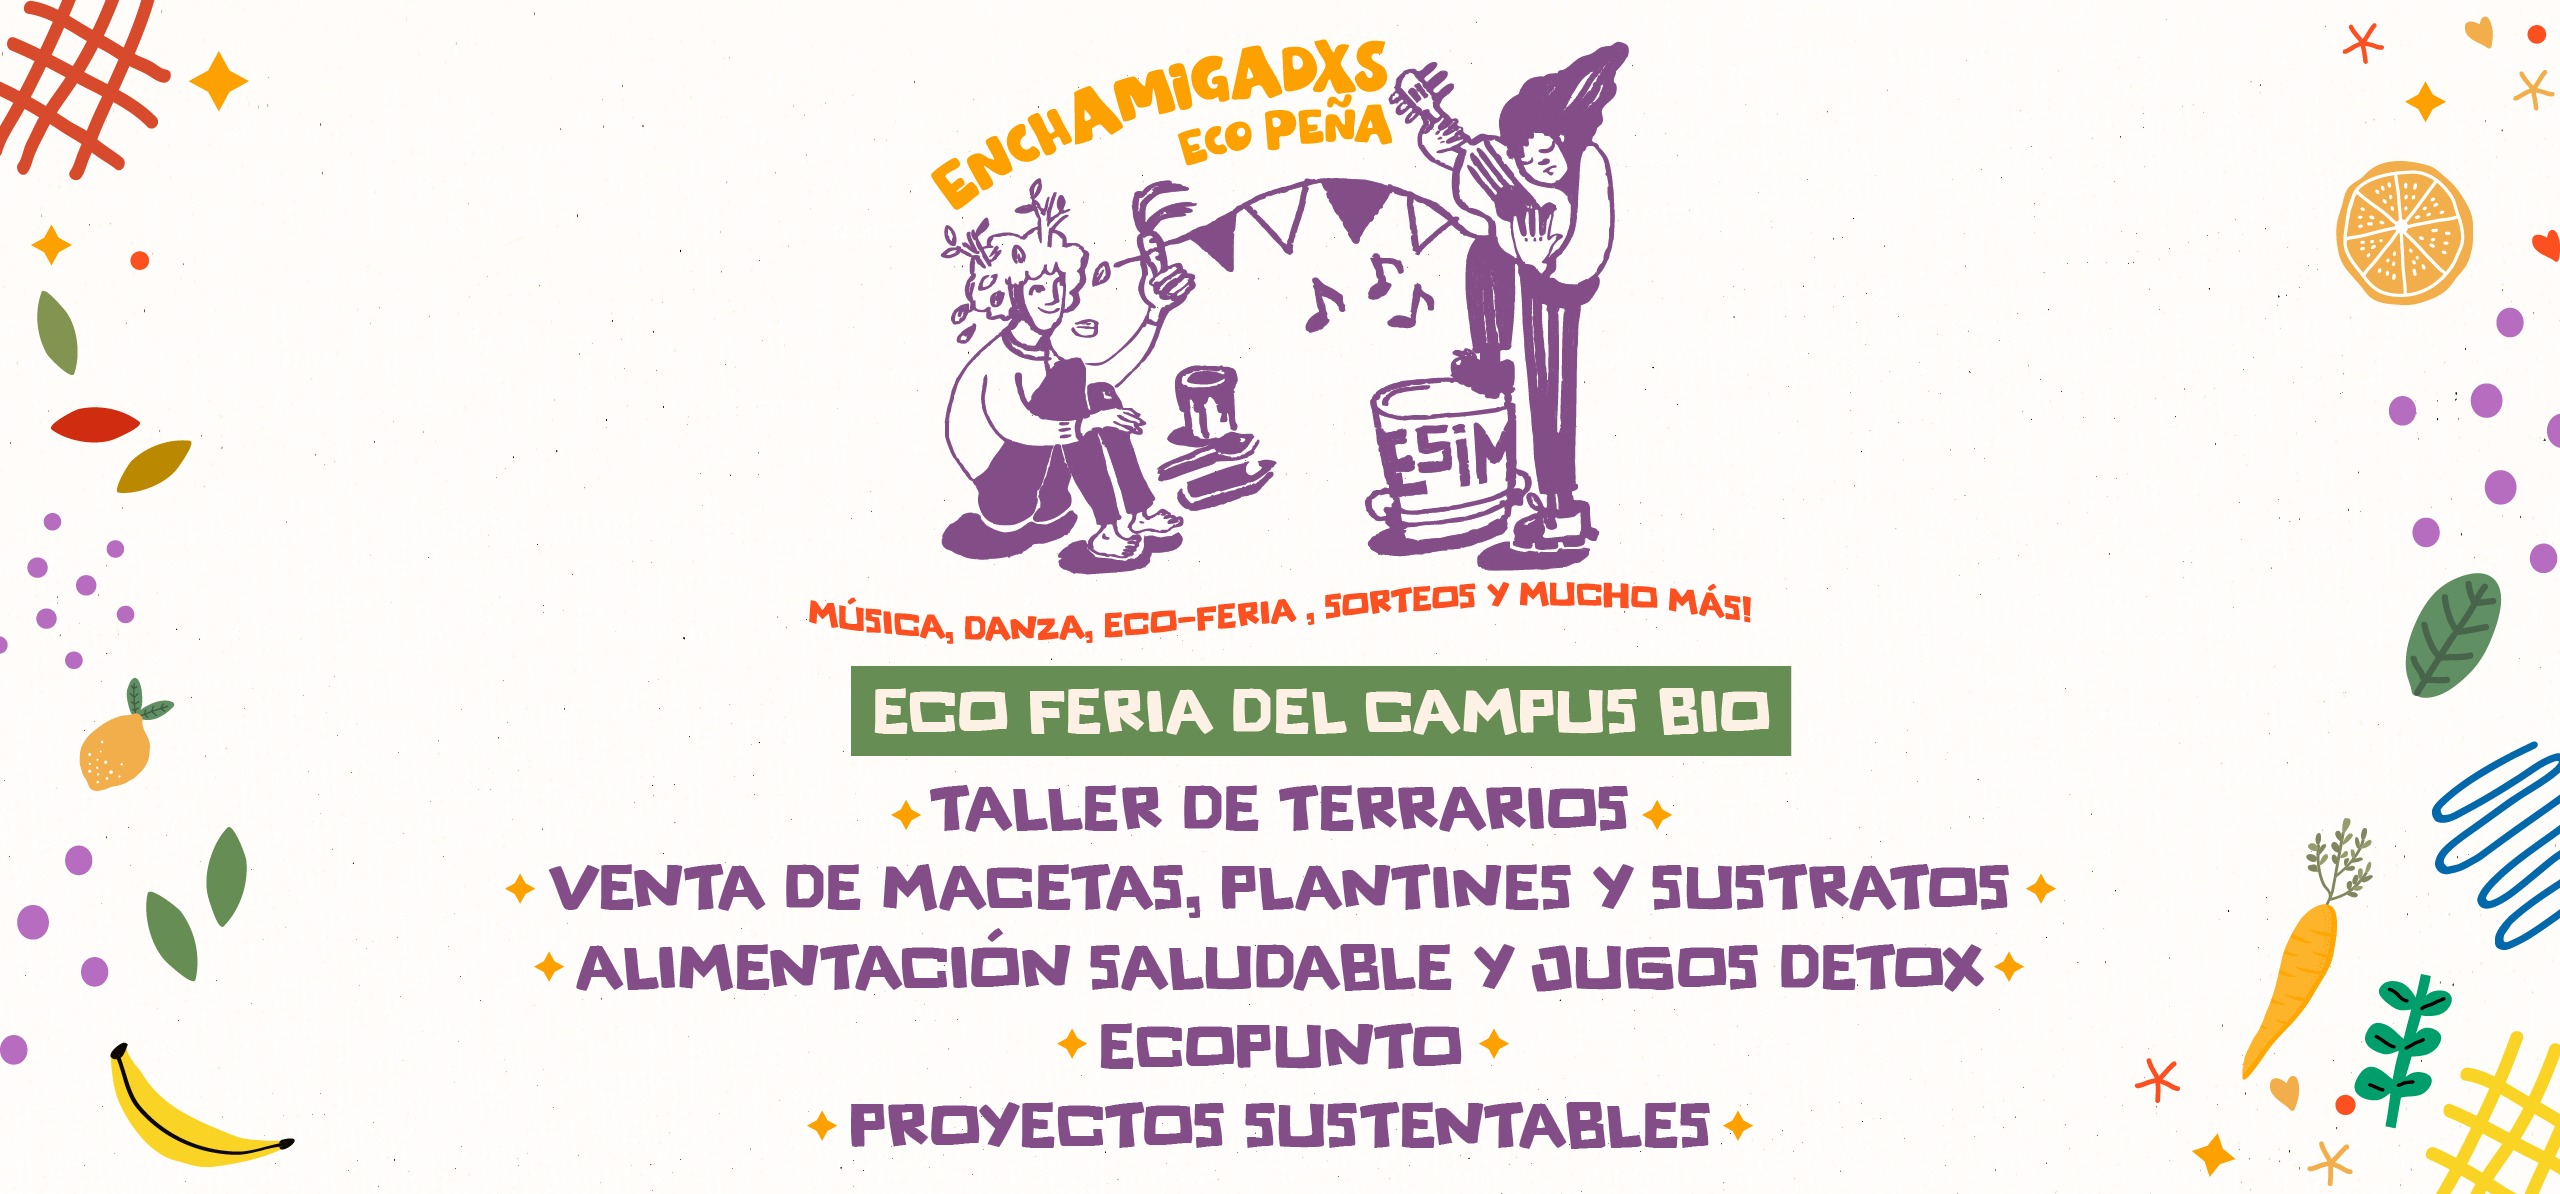 ENCHAMiGADXS
ECO PEÑA
ESiM
MÚSICA, DANZA, ECO-FERIA , SORTEOS Y MUCHO MÁS!
ECO FERIA DEL CAMPUS BIO
TALLER DE TERRARIOS
VENTA DE MACETAS, PLANTINES Y SUSTRATOS
ALIMENTACIÓN SALUDABLE Y JUGOS DETOX
ECOPUNTO
PROYECTOS SUSTENTABLES